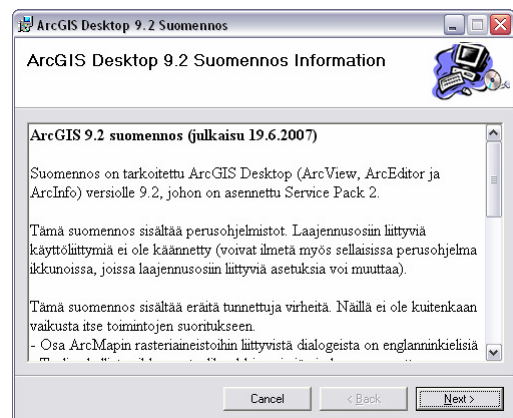 ArcGIS Desktop 9.2 Suomennos
ArcGIS Desktop 9.2 Suomennos Information
ArcGIS 9.2 suomennos (julkaisu 19.6.2007)
Suomennos on tarkoitettu ArcGIS Desktop (ArcView, ArcEditor ja
ArcInfo) versiolle 9.2, johon on asennettu Service Pack 2.
Tämä suomennos sisältää perusohjelmistot. Laajennusosiin liittyviä
käyttöliittymiä ei ole käännetty (voivat ilmetä myös sellaisissa perusohjelma
ikkunoissa, joissa laajennusosiin liittyviä asetuksia voi muuttaa).
Tämä suomennos sisältää eräitä tunnettuja virheitä. Näillä ei ole kuitenkaan
vaikusta itse toimintojen suoritukseen.
- Osa ArcMapin rasteriaineistoihin liittyvistä dialogeista on englanninkielisiä
Cancel
< Back
Next >